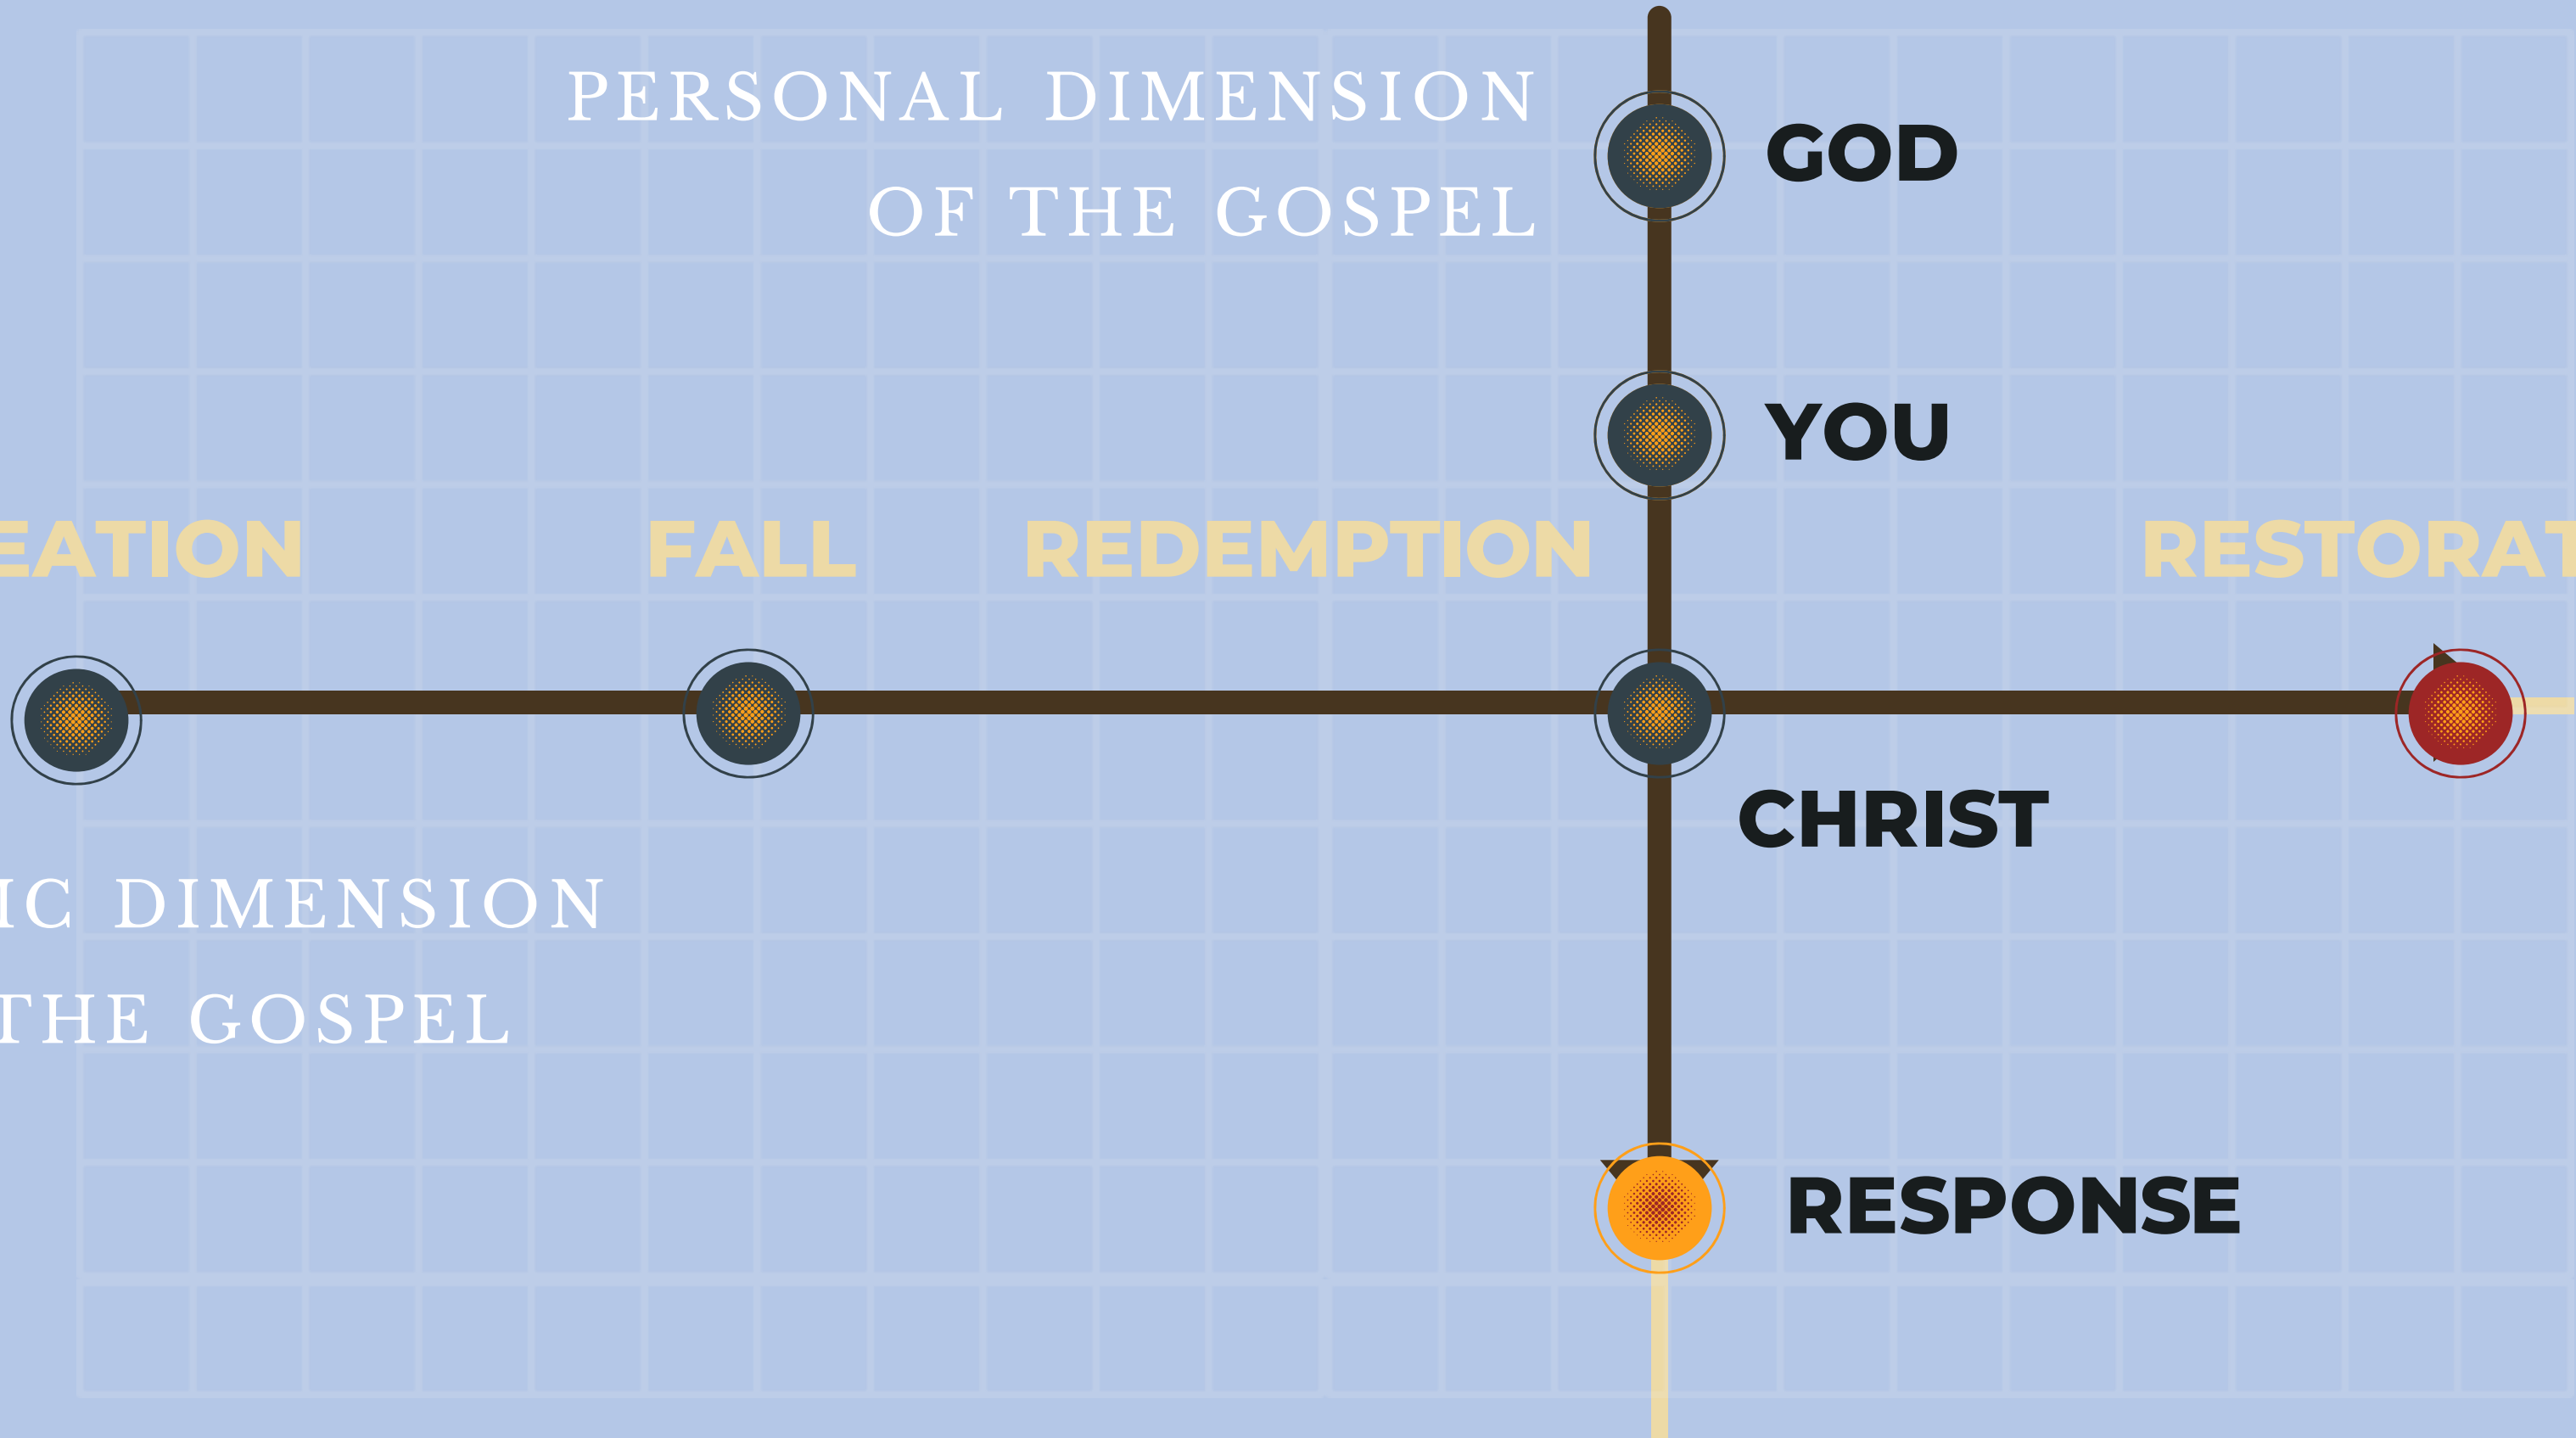 PERSONAL DIMENSION
OF THE GOSPEL
GOD
YOU
EATION FALL REDEMPTION RESTORAT
CHRIST
IC DIMENSION
THE GOSPEL
RESPONSE